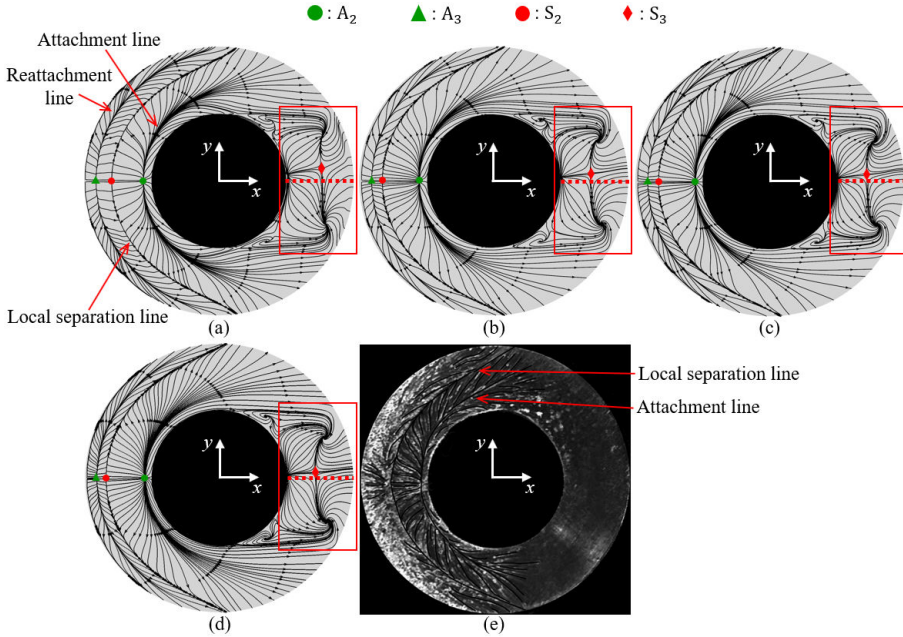 : A₂ : A₃ : S₂ : S₃
Attachment line
Reattachment
line
y
x
y
x
y
x
Local separation line
(a)
(b)
(c)
Local separation line
Attachment line
y
x
y
x
(d)
(e)